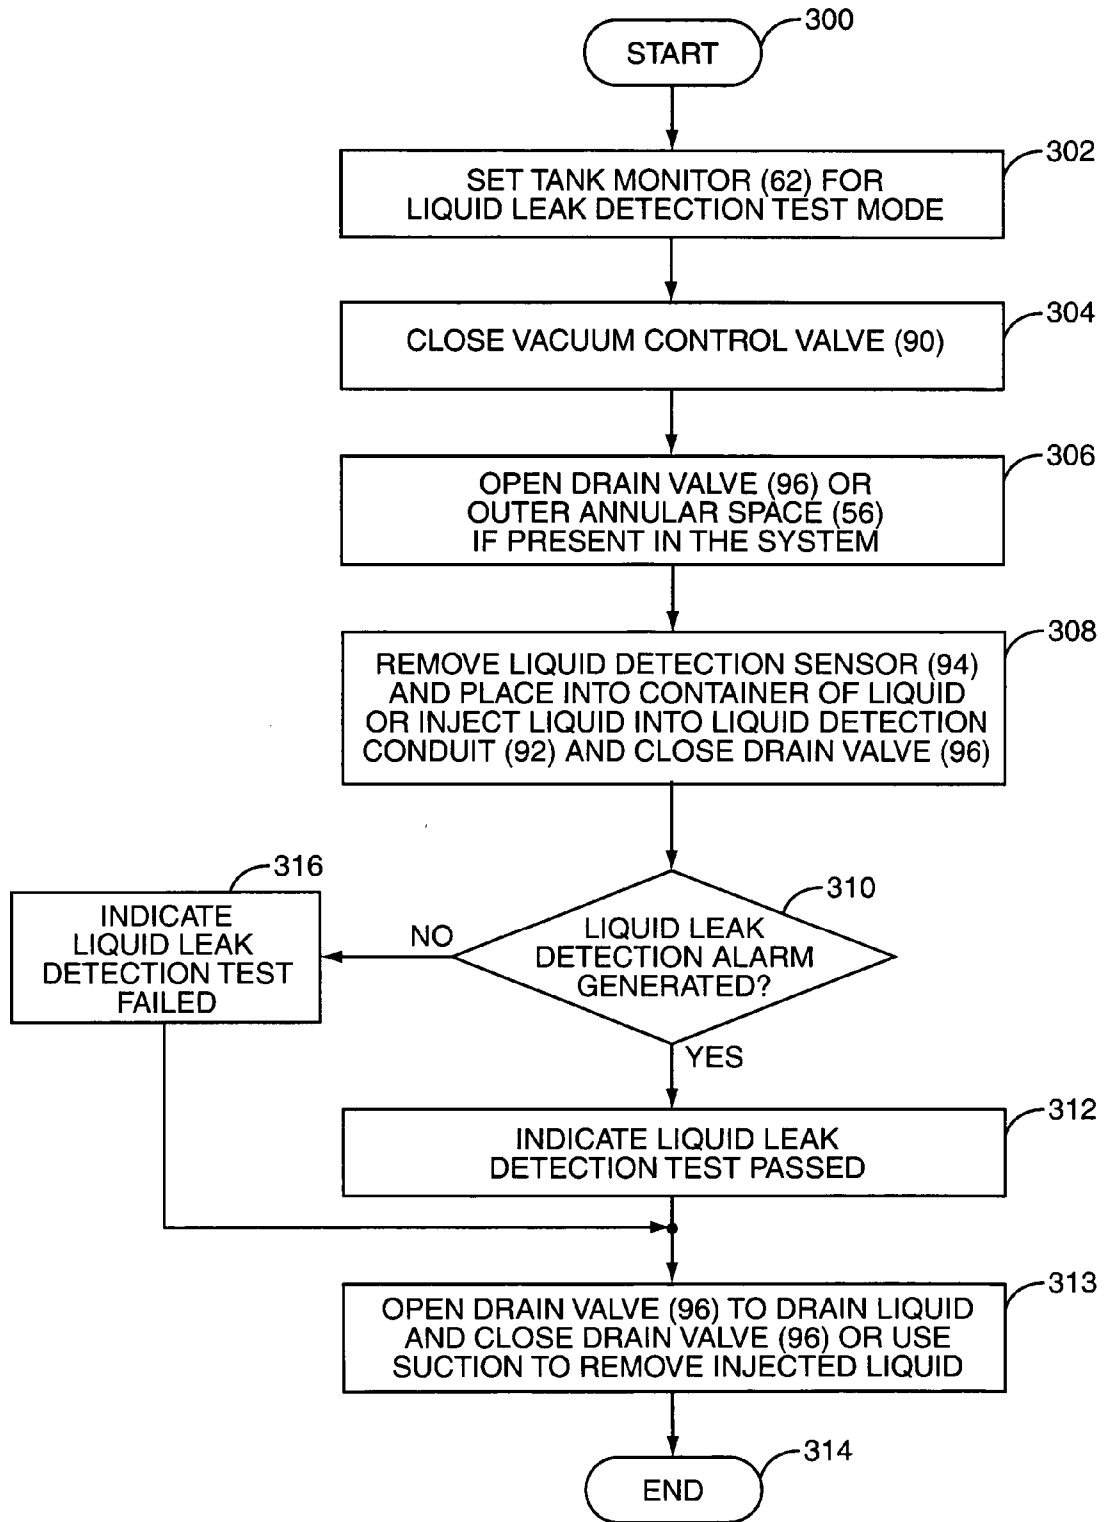 300
START
302
SET TANK MONITOR (62) FOR
LIQUID LEAK DETECTION TEST MODE
304
CLOSE VACUUM CONTROL VALVE (90)
306
OPEN DRAIN VALVE (96) OR
OUTER ANNULAR SPACE (56)
IF PRESENT IN THE SYSTEM
308
REMOVE LIQUID DETECTION SENSOR (94)
AND PLACE INTO CONTAINER OF LIQUID
OR INJECT LIQUID INTO LIQUID DETECTION
CONDUIT (92) AND CLOSE DRAIN VALVE (96)
310
LIQUID LEAK
DETECTION ALARM
GENERATED?
NO
316
INDICATE
LIQUID LEAK
DETECTION TEST
FAILED
YES
312
INDICATE LIQUID LEAK
DETECTION TEST PASSED
313
OPEN DRAIN VALVE (96) TO DRAIN LIQUID
AND CLOSE DRAIN VALVE (96) OR USE
SUCTION TO REMOVE INJECTED LIQUID
314
END